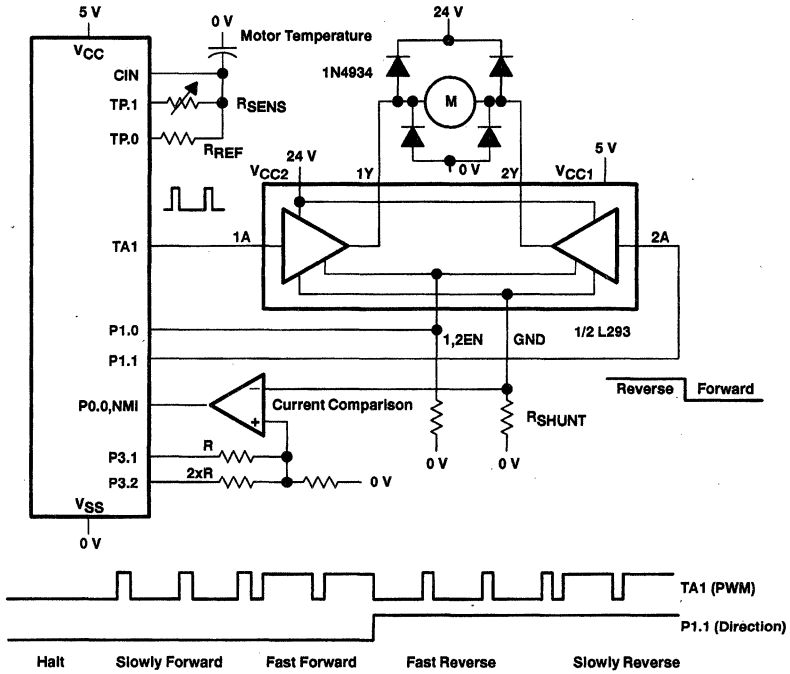 5 V
0 V
Motor Temperature
24 V
VCC
CIN
1N4934
M
TP.1
RSENS
TP.0
RREF
0 V
24 V
5 V
VCC2
1Y
2Y
VCC1
TA1
1A
2A
P1.0
1,2EN
GND
1/2 L293
P1.1
Reverse
Forward
P0.0,NMI
−
Current Comparison
+
RSHUNT
P3.1
R
0 V
0 V
P3.2
2xR
0 V
VSS
0 V
TA1 (PWM)
P1.1 (Direction)
Halt
Slowly Forward
Fast Forward
Fast Reverse
Slowly Reverse